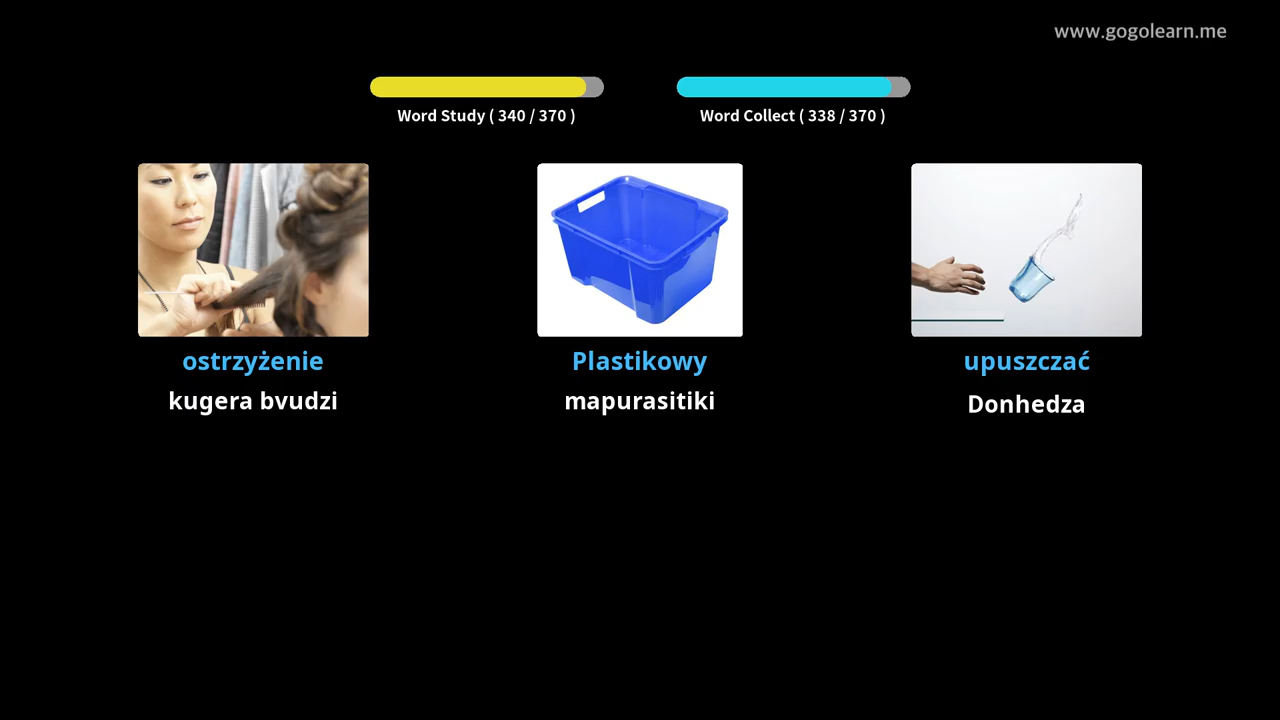 www.gogolearn.me
Word Study ( 340 / 370 )
Word Collect ( 338 / 370 )
ostrzyżenie
Plastikowy
upuszczać
kugera bvudzi
mapurasitiki
Donhedza